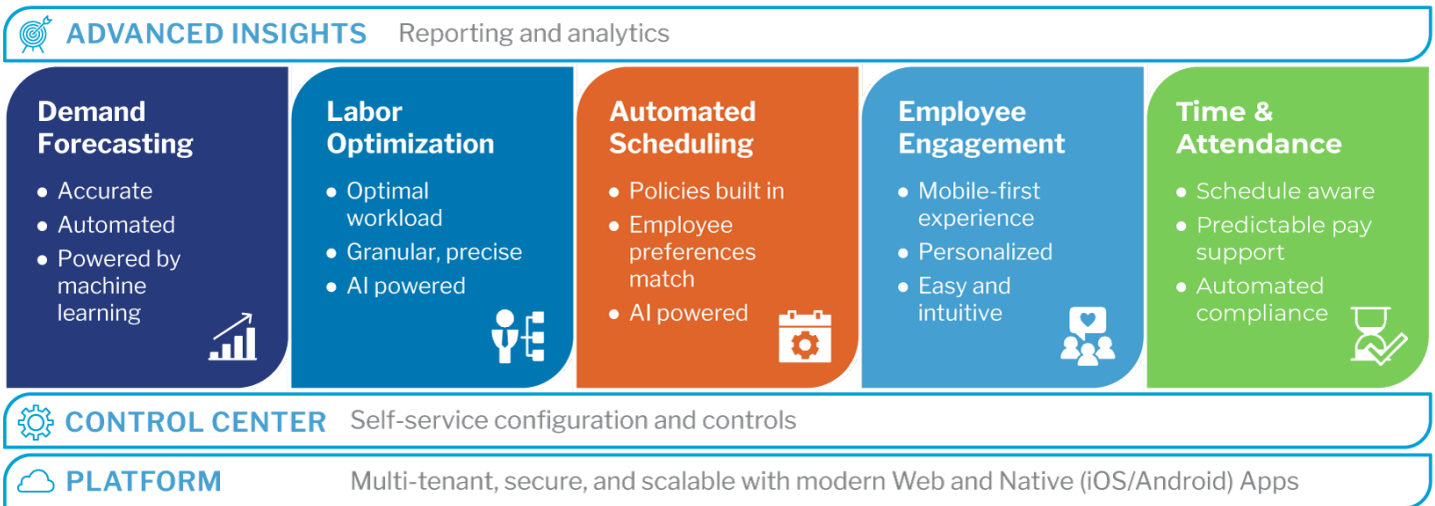 ADVANCED INSIGHTS Reporting and analytics
Demand
Forecasting
• Accurate
• Automated
• Powered by
machine
learning
Labor
Optimization
• Optimal
workload
• Granular, precise
• AI powered
Automated
Scheduling
• Policies built in
• Employee
preferences
match
• AI powered
Employee
Engagement
• Mobile-first
experience
• Personalized
• Easy and
intuitive
Time &
Attendance
• Schedule aware
• Predictable pay
support
• Automated
compliance
CONTROL CENTER Self-service configuration and controls
PLATFORM Multi-tenant, secure, and scalable with modern Web and Native (iOS/Android) Apps